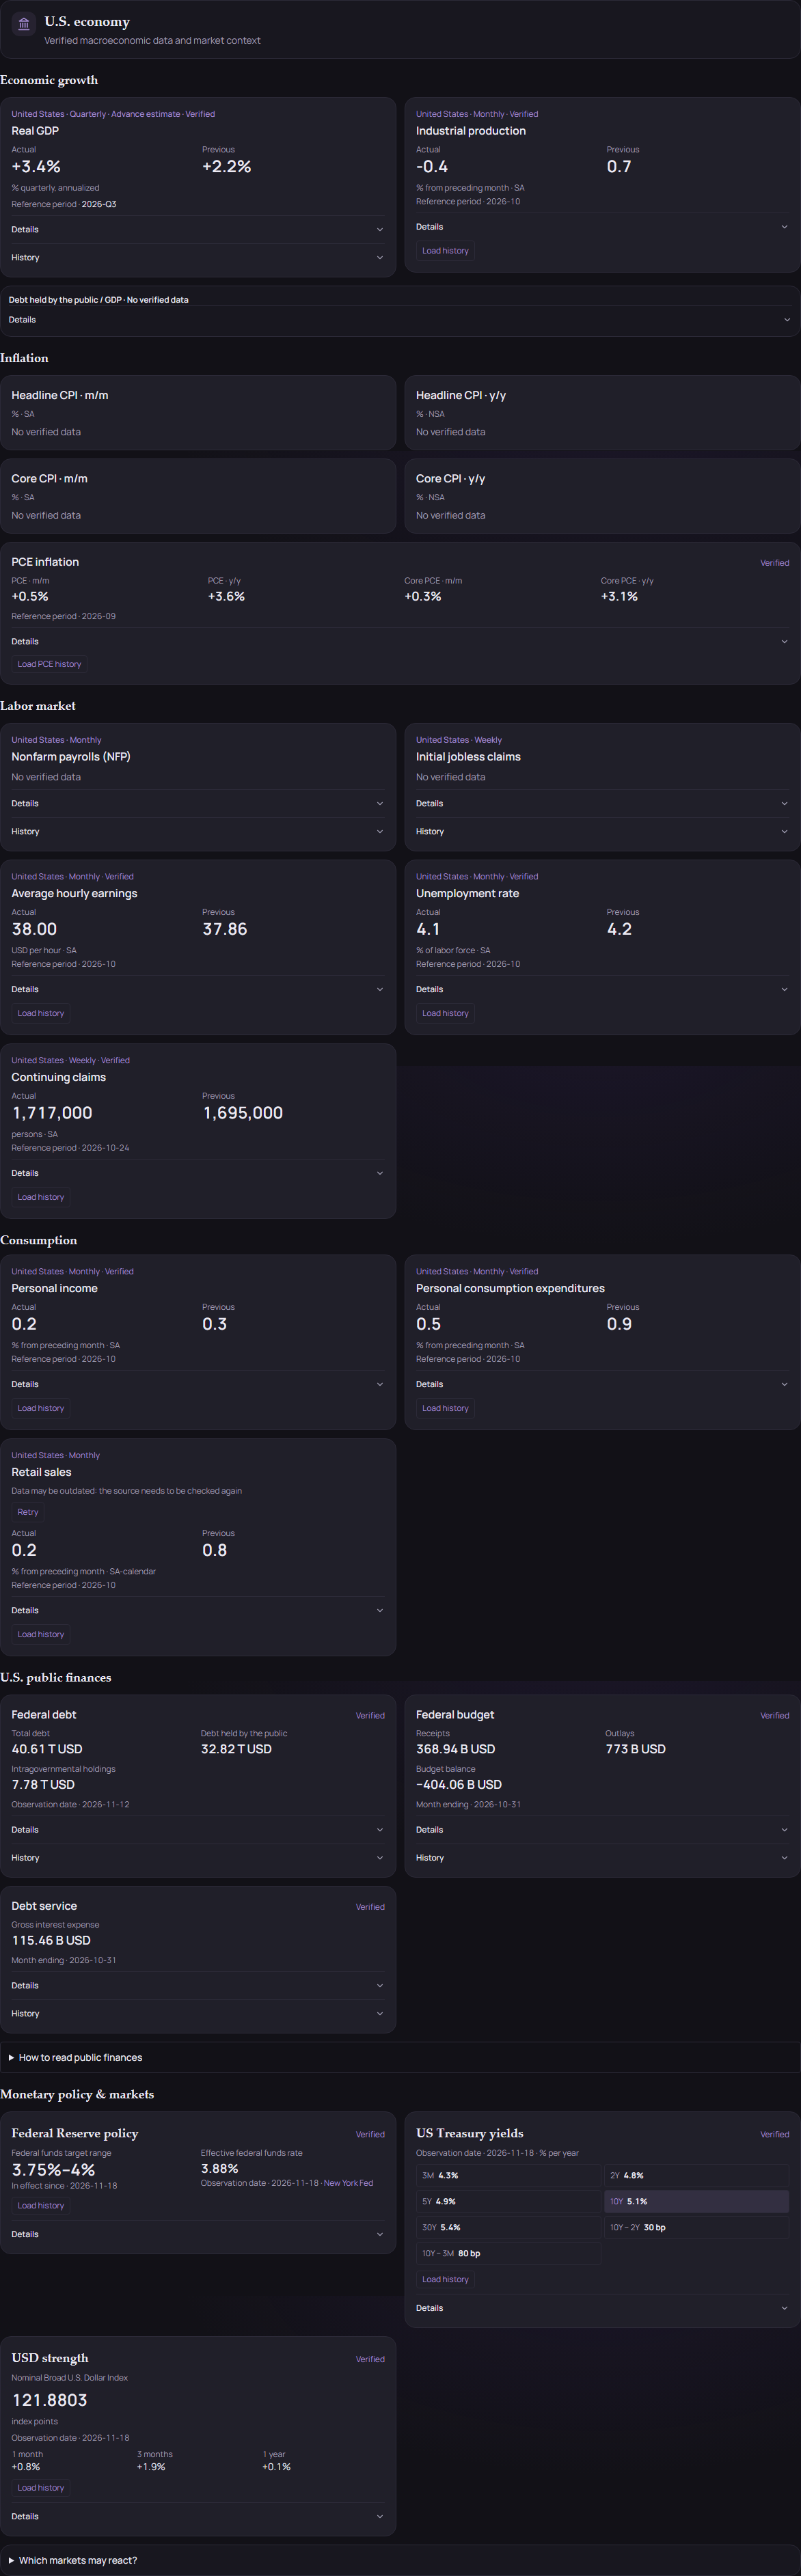 U.S. economy
Verified macroeconomic data and market context
Economic growth
United States · Quarterly · Advance estimate · Verified
Real GDP
Actual Previous
+3.4% +2.2%
% quarterly, annualized
Reference period · 2026-Q3
Details
History
United States · Monthly · Verified
Industrial production
Actual Previous
-0.4 0.7
% from preceding month · SA
Reference period · 2026-10
Details
Load history
Debt held by the public / GDP · No verified data
Details
Inflation
Headline CPI · m/m
% · SA
No verified data
Headline CPI · y/y
% · NSA
No verified data
Core CPI · m/m
% · SA
No verified data
Core CPI · y/y
% · NSA
No verified data
PCE inflation Verified
PCE · m/m PCE · y/y Core PCE · m/m Core PCE · y/y
+0.5% +3.6% +0.3% +3.1%
Reference period · 2026-09
Details
Load PCE history
Labor market
United States · Monthly
Nonfarm payrolls (NFP)
No verified data
Details
History
United States · Weekly
Initial jobless claims
No verified data
Details
History
United States · Monthly · Verified
Average hourly earnings
Actual Previous
38.00 37.86
USD per hour · SA
Reference period · 2026-10
Details
Load history
United States · Monthly · Verified
Unemployment rate
Actual Previous
4.1 4.2
% of labor force · SA
Reference period · 2026-10
Details
Load history
United States · Weekly · Verified
Continuing claims
Actual Previous
1,717,000 1,695,000
persons · SA
Reference period · 2026-10-24
Details
Load history
Consumption
United States · Monthly · Verified
Personal income
Actual Previous
0.2 0.3
% from preceding month · SA
Reference period · 2026-10
Details
Load history
United States · Monthly · Verified
Personal consumption expenditures
Actual Previous
0.5 0.9
% from preceding month · SA
Reference period · 2026-10
Details
Load history
United States · Monthly
Retail sales
Data may be outdated: the source needs to be checked again
Retry
Actual Previous
0.2 0.8
% from preceding month · SA-calendar
Reference period · 2026-10
Details
Load history
U.S. public finances
Federal debt Verified
Total debt Debt held by the public
40.61 T USD 32.82 T USD
Intragovernmental holdings
7.78 T USD
Observation date · 2026-11-12
Details
History
Federal budget Verified
Receipts Outlays
368.94 B USD 773 B USD
Budget balance
−404.06 B USD
Month ending · 2026-10-31
Details
History
Debt service Verified
Gross interest expense
115.46 B USD
Month ending · 2026-10-31
Details
History
How to read public finances
Monetary policy & markets
Federal Reserve policy Verified
Federal funds target range Effective federal funds rate
3.75%–4% 3.88%
In effect since · 2026-11-18 Observation date · 2026-11-18 · New York Fed
Load history
Details
US Treasury yields Verified
Observation date · 2026-11-18 · % per year
3M 4.3% 2Y 4.8%
5Y 4.9% 10Y 5.1%
30Y 5.4% 10Y − 2Y 30 bp
10Y − 3M 80 bp
Load history
Details
USD strength Verified
Nominal Broad U.S. Dollar Index
121.8803
index points
Observation date · 2026-11-18
1 month 3 months 1 year
+0.8% +1.9% +0.1%
Load history
Details
Which markets may react?